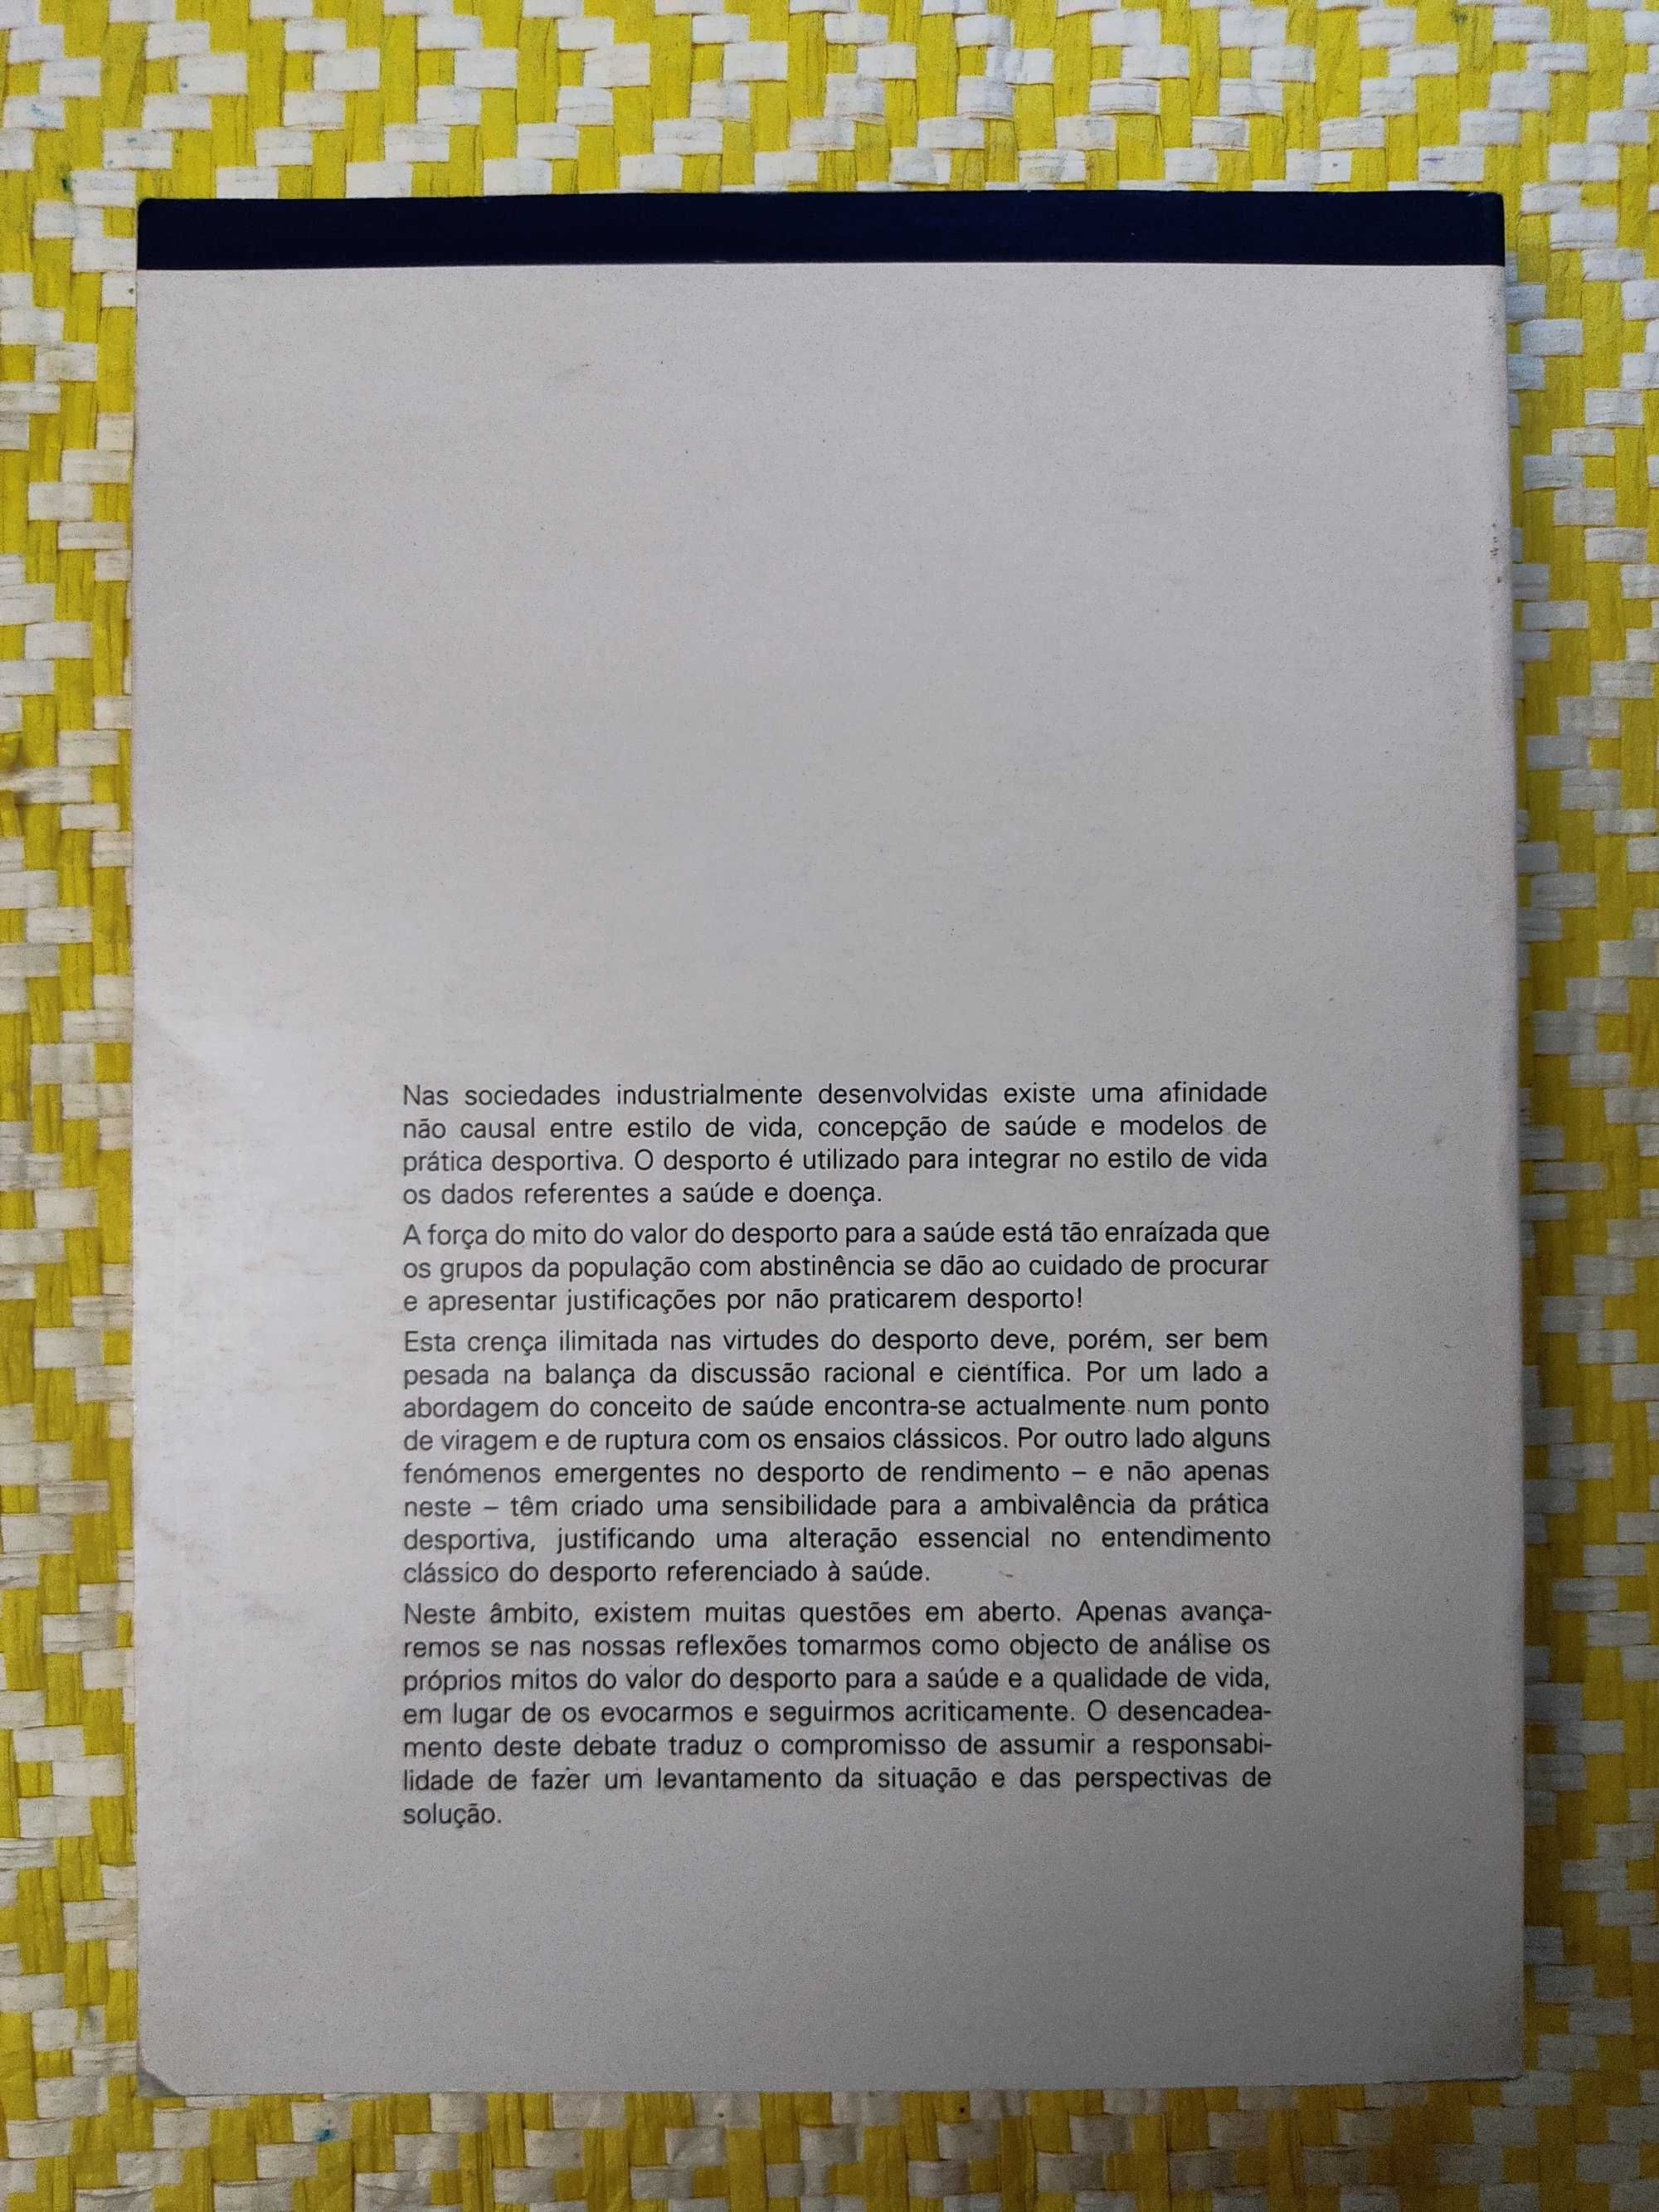 Nas sociedades industrialmente desenvolvidas existe uma afinidade
não causal entre estilo de vida, concepção de saúde e modelos de
prática desportiva. O desporto é utilizado para integrar no estilo de vida
os dados referentes a saúde e doença.
A força do mito do valor do desporto para a saúde está tão enraízada que
os grupos da população com abstinência se dão ao cuidado de procurar
e apresentar justificações por não praticarem desporto!
Esta crença ilimitada nas virtudes do desporto deve, porém, ser bem
pesada na balança da discussão racional e científica. Por um lado a
abordagem do conceito de saúde encontra-se actualmente num ponto
de viragem e de ruptura com os ensaios clássicos. Por outro lado alguns
fenómenos emergentes no desporto de rendimento – e não apenas
neste – têm criado uma sensibilidade para a ambivalência da prática
desportiva, justificando uma alteração essencial no entendimento
clássico do desporto referenciado à saúde.
Neste âmbito, existem muitas questões em aberto. Apenas avança-
remos se nas nossas reflexões tomarmos como objecto de análise os
próprios mitos do valor do desporto para a saúde e a qualidade de vida,
em lugar de os evocarmos e seguirmos acriticamente. O desencadea-
mento deste debate traduz o compromisso de assumir a responsabi-
lidade de fazer um levantamento da situação e das perspectivas de
solução.